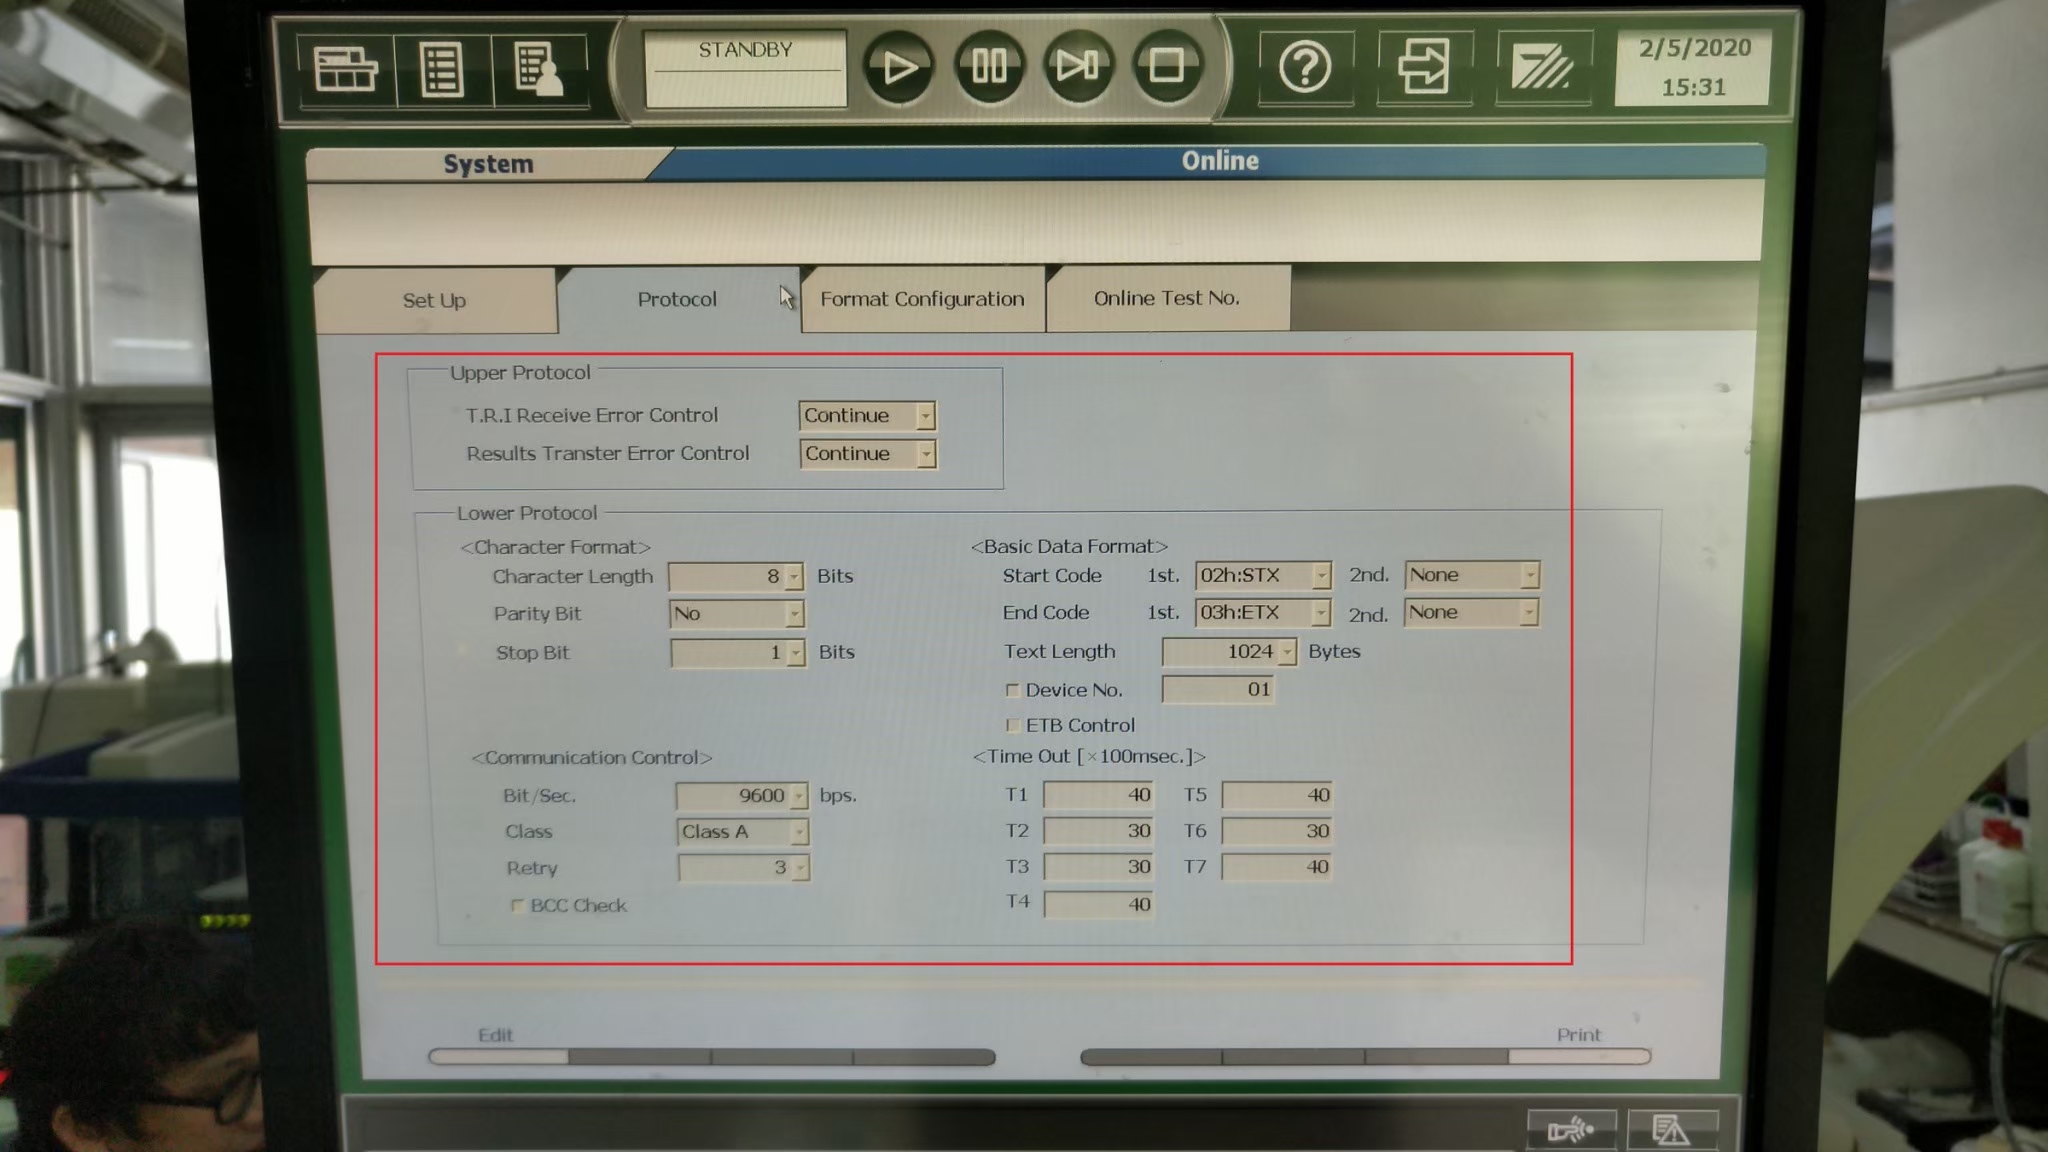 STANDBY
2/5/2020
15:31
System
Online
Set Up
Protocol
Format Configuration
Online Test No.
Upper Protocol
T.R.I Receive Error Control Continue
Results Transter Error Control Continue
Lower Protocol
<Character Format>
Character Length 8 Bits
Parity Bit No
Stop Bit 1 Bits
<Basic Data Format>
Start Code 1st. 02h:STX 2nd. None
End Code 1st. 03h:ETX 2nd. None
Text Length 1024 Bytes
Device No. 01
ETB Control
<Communication Control>
Bit/Sec. 9600 bps.
Class Class A
Retry 3
BCC Check
<Time Out [×100msec.]>
T1 40 T5 40
T2 30 T6 30
T3 30 T7 40
T4 40
Edit
Print